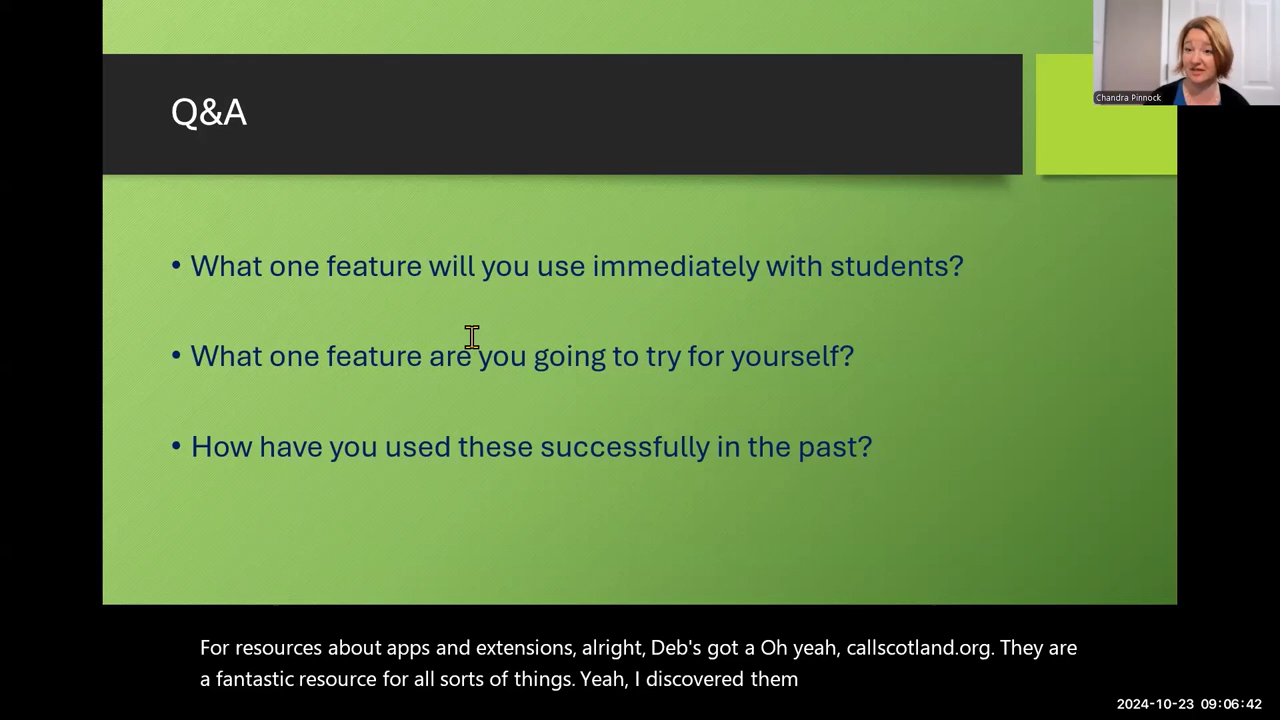 Q&A
Chandra Pinnock
• What one feature will you use immediately with students?
• What one feature are you going to try for yourself?
• How have you used these successfully in the past?
For resources about apps and extensions, alright, Deb's got a Oh yeah, callscotland.org. They are
a fantastic resource for all sorts of things. Yeah, I discovered them
2024-10-23 09:06:42